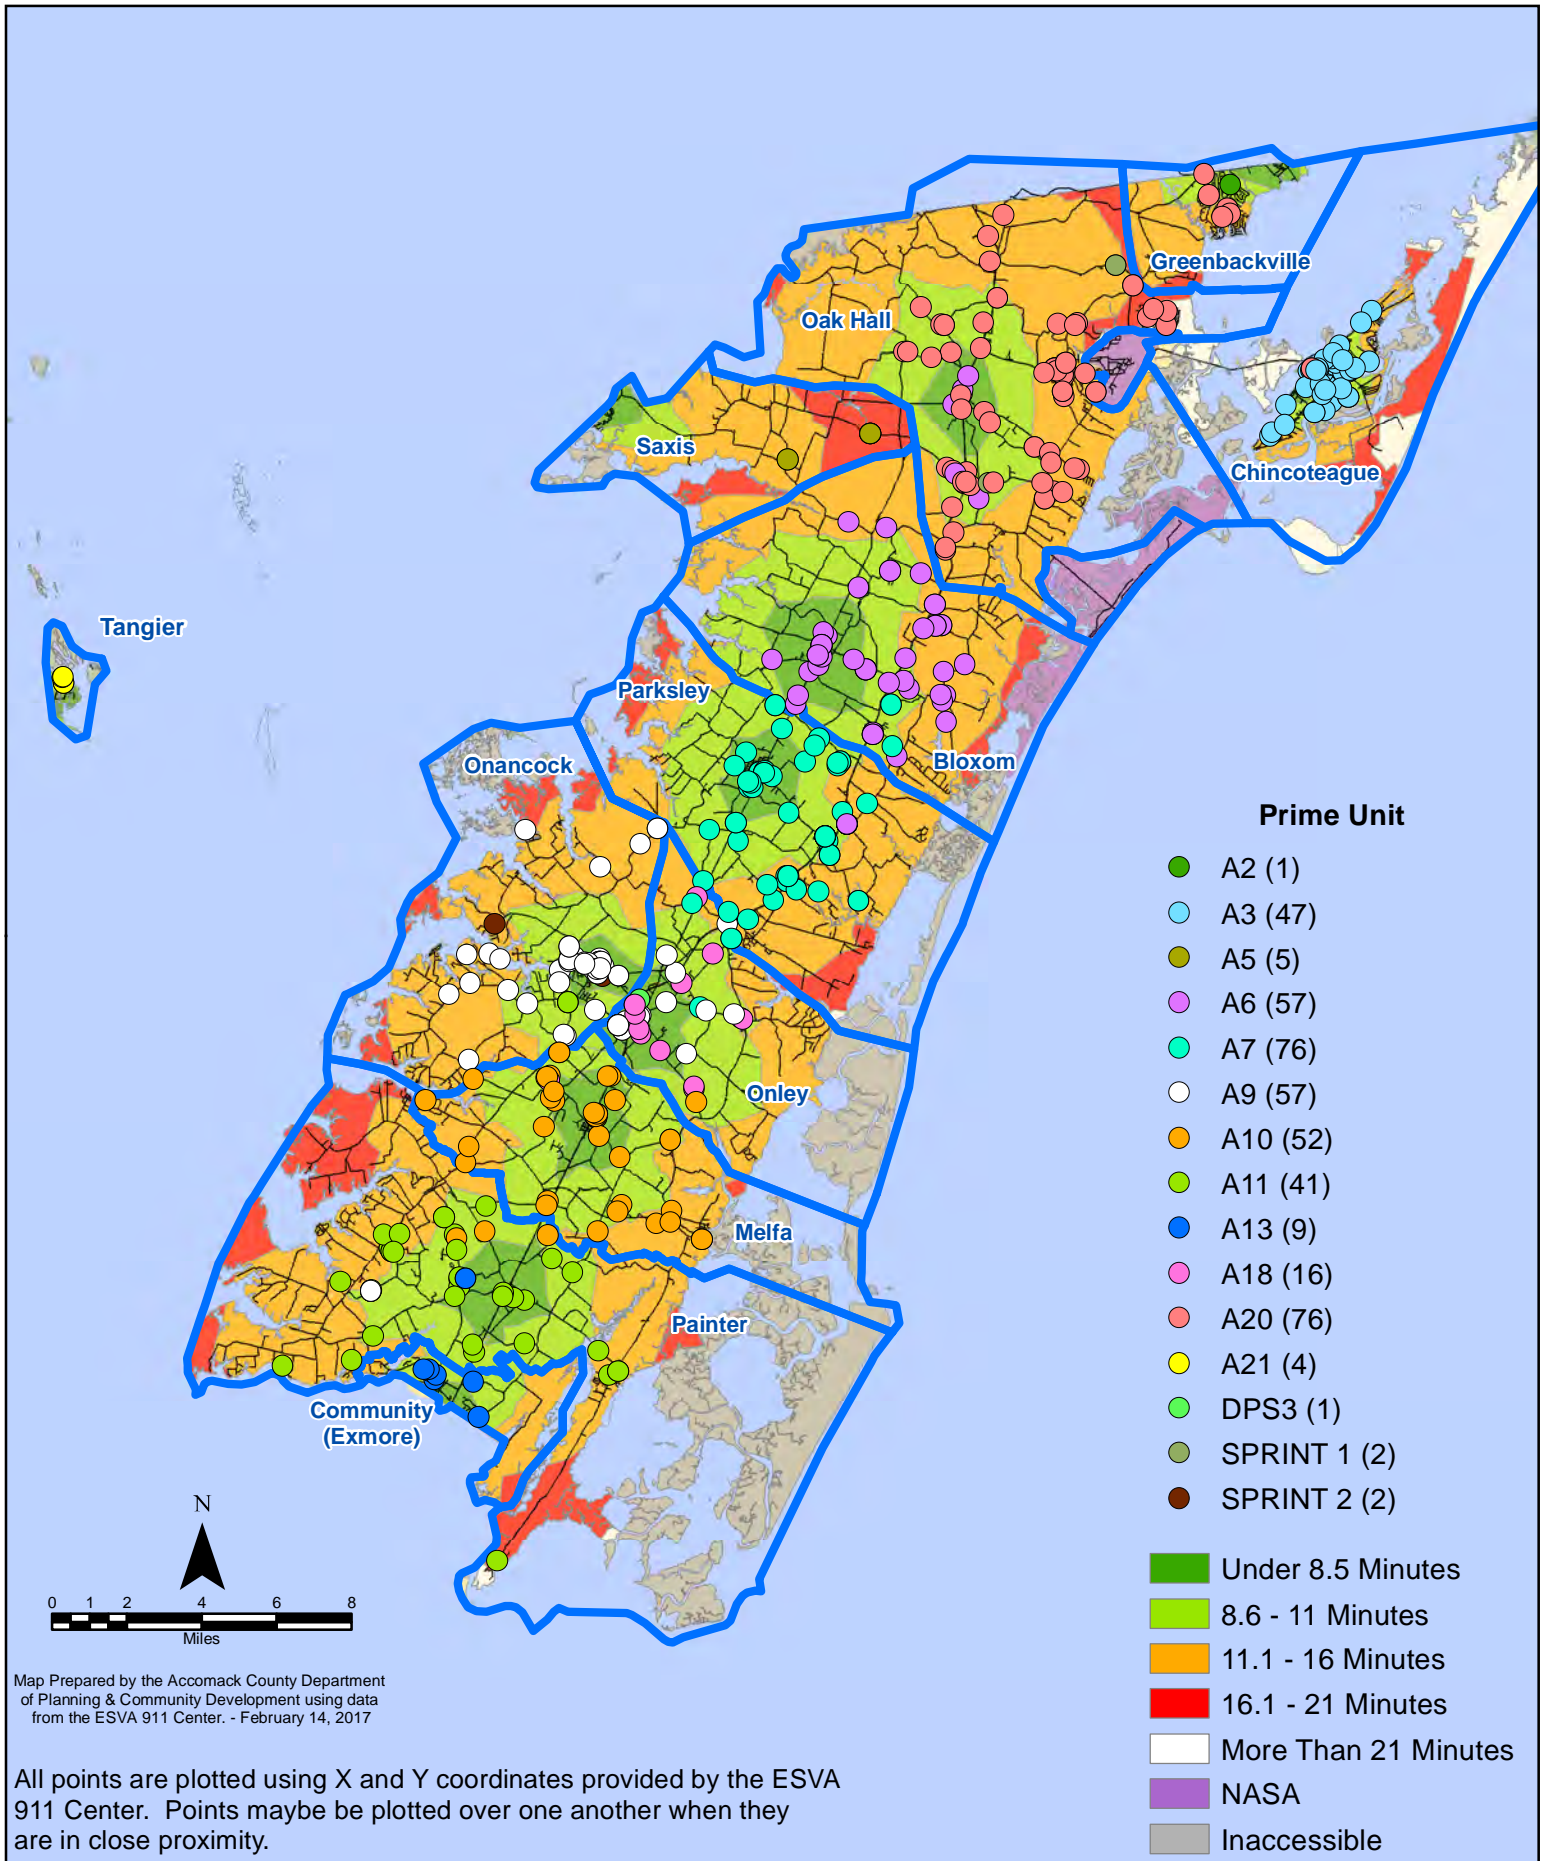 Greenbackville
Oak Hall
Saxis
Chincoteague
Tangier
Parksley
Onancock
Bloxom
Prime Unit
A2 (1)
A3 (47)
A5 (5)
A6 (57)
A7 (76)
A9 (57)
A10 (52)
A11 (41)
A13 (9)
A18 (16)
A20 (76)
A21 (4)
DPS3 (1)
SPRINT 1 (2)
SPRINT 2 (2)
Onley
Melfa
Painter
Community
(Exmore)
N
0 1 2 4 6 8
Miles
Under 8.5 Minutes
8.6 - 11 Minutes
11.1 - 16 Minutes
16.1 - 21 Minutes
More Than 21 Minutes
NASA
Inaccessible
Map Prepared by the Accomack County Department
of Planning & Community Development using data
from the ESVA 911 Center. - February 14, 2017
All points are plotted using X and Y coordinates provided by the ESVA
911 Center. Points maybe be plotted over one another when they
are in close proximity.